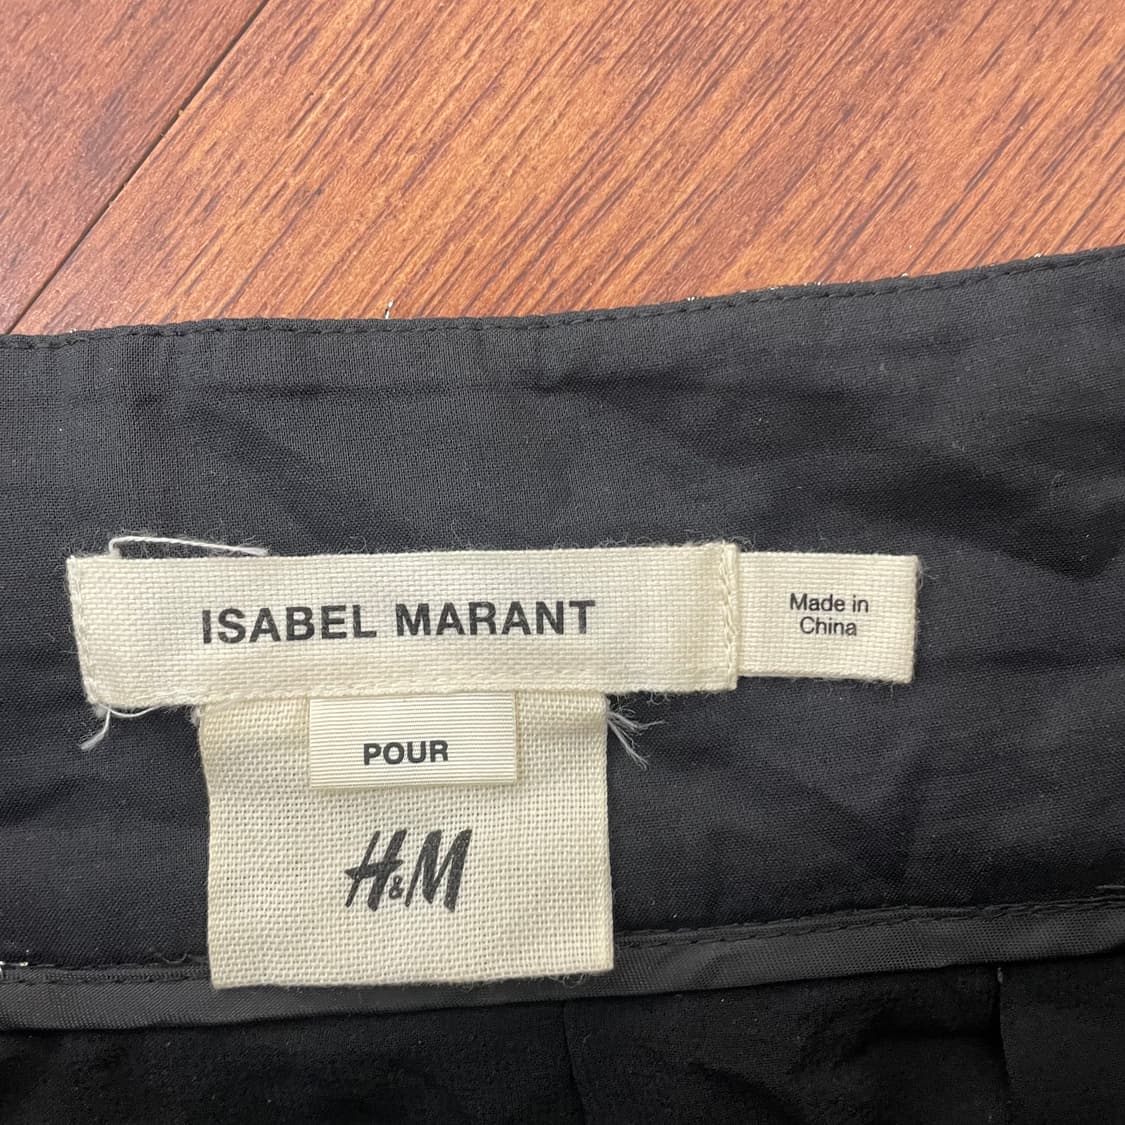 ISABEL MARANT
Made in
China
POUR
H&M